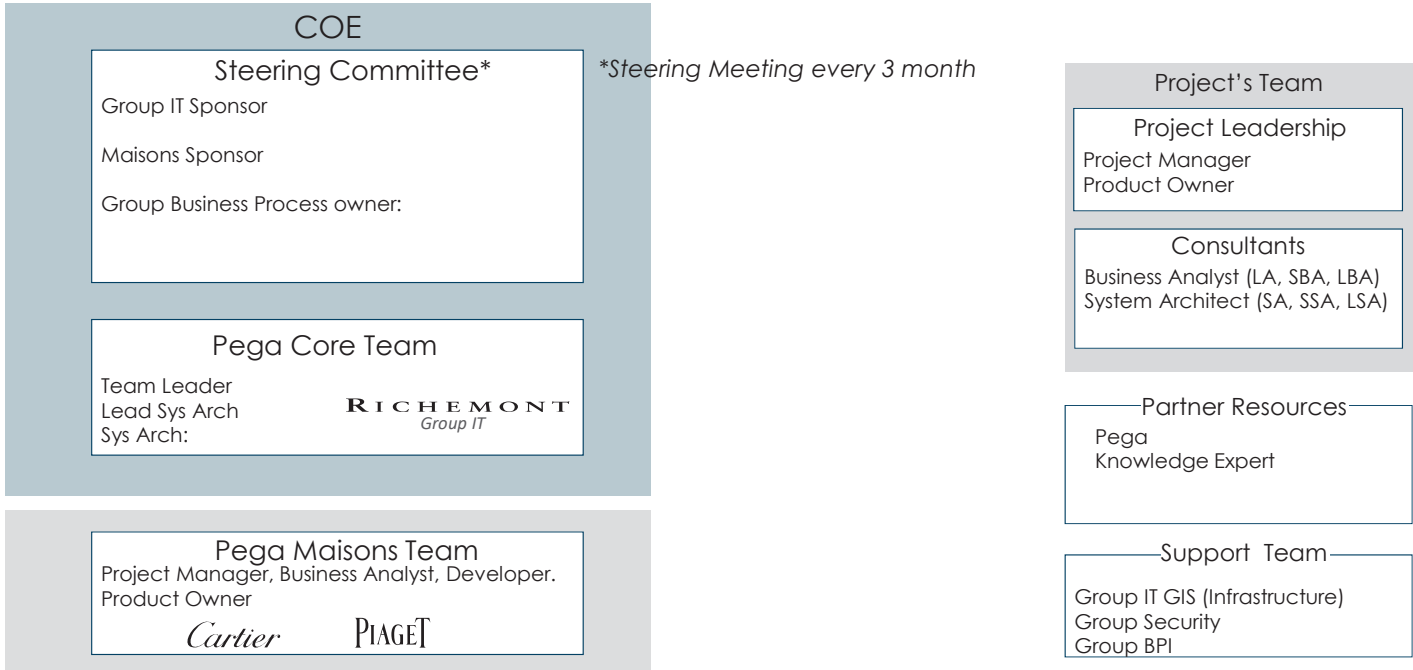 COE
Steering Committee*
Group IT Sponsor
Maisons Sponsor
Group Business Process owner:
*Steering Meeting every 3 month
Pega Core Team
Team Leader
Lead Sys Arch
Sys Arch:
RICHEMONT
Group IT
Pega Maisons Team
Project Manager, Business Analyst, Developer.
Product Owner
Cartier
PIAGET
Project's Team
Project Leadership
Project Manager
Product Owner
Consultants
Business Analyst (LA, SBA, LBA)
System Architect (SA, SSA, LSA)
Partner Resources
Pega
Knowledge Expert
Support Team
Group IT GIS (Infrastructure)
Group Security
Group BPI